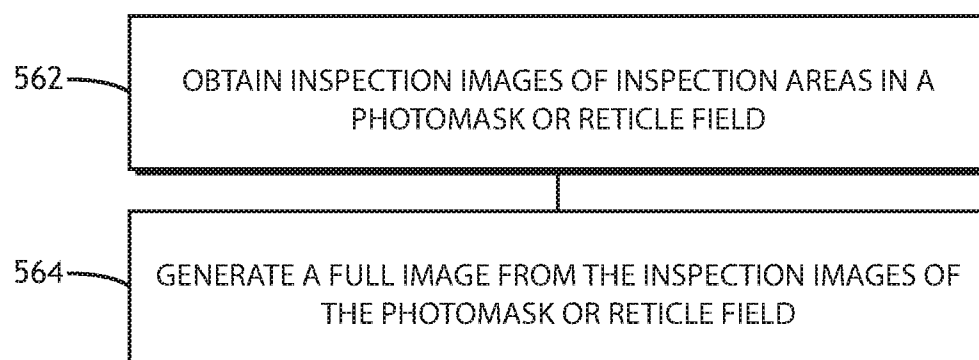 562
OBTAIN INSPECTION IMAGES OF INSPECTION AREAS IN A
PHOTOMASK OR RETICLE FIELD
564
GENERATE A FULL IMAGE FROM THE INSPECTION IMAGES OF
THE PHOTOMASK OR RETICLE FIELD